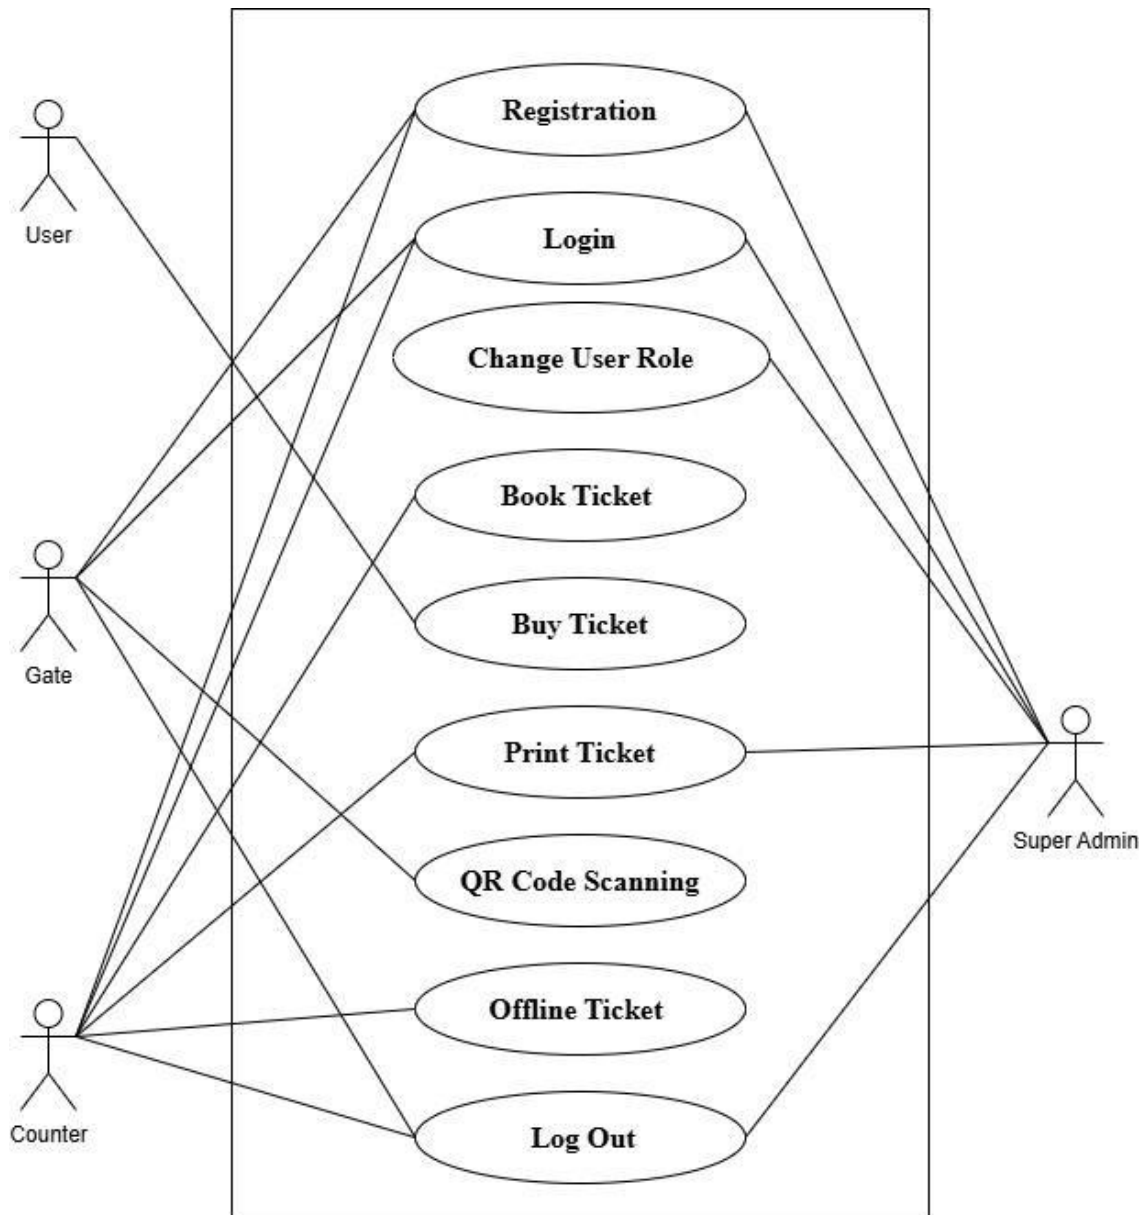 Registration
User
Login
Change User Role
Book Ticket
Gate
Buy Ticket
Print Ticket
Super Admin
QR Code Scanning
Offline Ticket
Counter
Log Out